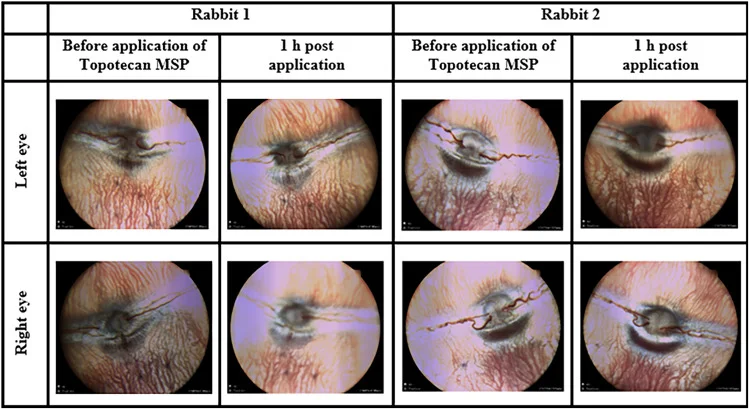 Rabbit 1
Rabbit 2
Before application of
Topotecan MSP
1 h post
application
Before application of
Topotecan MSP
1 h post
application
Left eye
Right eye